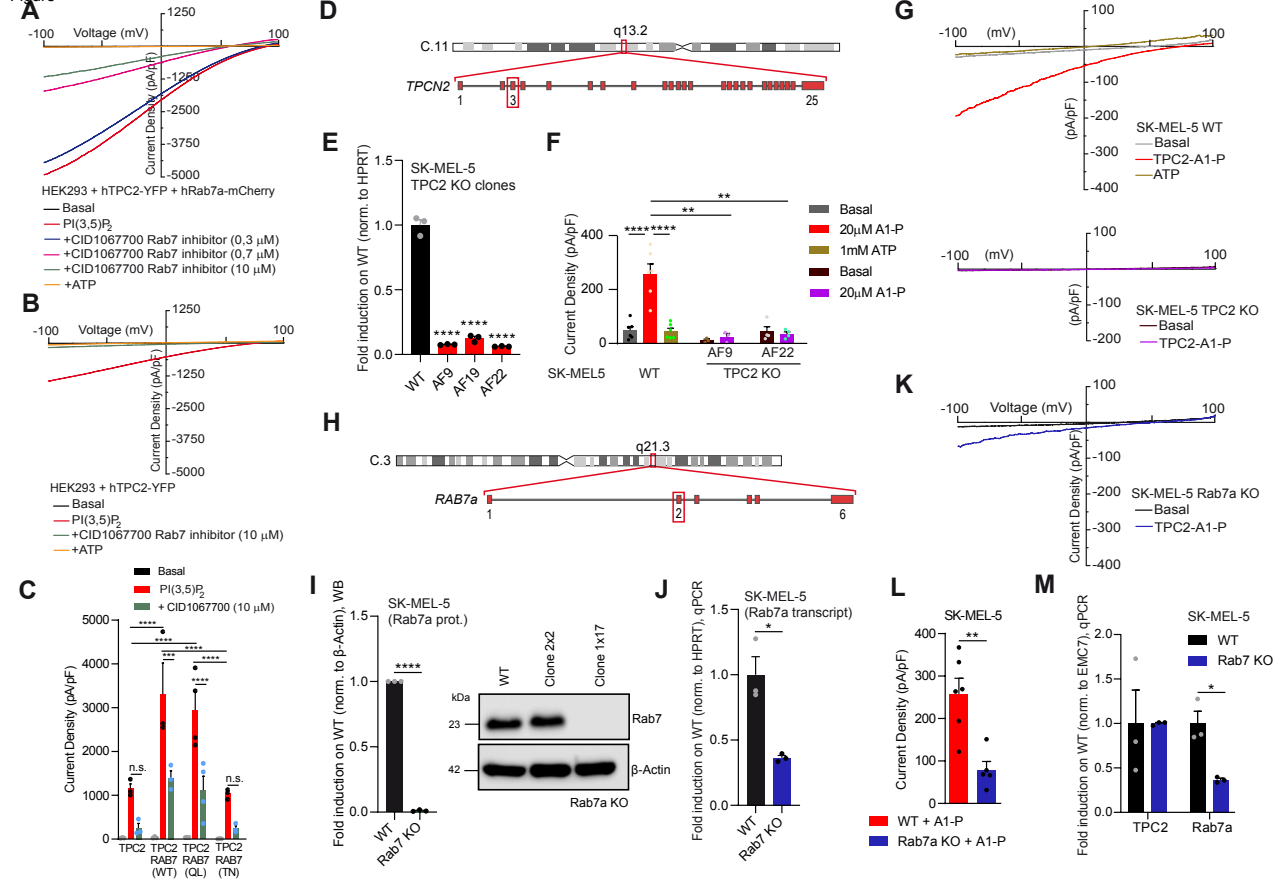 A
-100
Voltage (mV)
1250
100
-1250
-2500
-3750
-5000
Current Density (pA/pF)
HEK293 + hTPC2-YFP + hRab7a-mCherry
Basal
PI(3,5)P2
+CID1067700 Rab7 inhibitor (0,3 μM)
+CID1067700 Rab7 inhibitor (0,7 μM)
+CID1067700 Rab7 inhibitor (10 μM)
+ATP
B
-100
Voltage (mV)
1250
100
-1250
-2500
-3750
-5000
Current Density (pA/pF)
HEK293 + hTPC2-YFP
Basal
PI(3,5)P2
+CID1067700 Rab7 inhibitor (10 μM)
+ATP
C
Basal
PI(3,5)P2
+ CID1067700 (10 μM)
Current Density (pA/pF)
5000
4000
3000
2000
1000
0
****
****
****
***
****
****
n.s.
n.s.
TPC2
TPC2
RAB7
(WT)
TPC2
RAB7
(QL)
TPC2
RAB7
(TN)
D
q13.2
C.11
TPCN2
1
3
25
E
SK-MEL-5
TPC2 KO clones
Fold induction on WT (norm. to HPRT)
1.5
1.0
0.5
0.0
****
****
****
WT
AF9
AF19
AF22
F
Current Density (pA/pF)
400
200
0
**
**
****
****
Basal
20μM A1-P
1mM ATP
Basal
20μM A1-P
AF9
AF22
SK-MEL5
WT
TPC2 KO
G
-100
100
100
-100
-200
-300
-400
(pA/pF)
SK-MEL-5 WT
Basal
TPC2-A1-P
ATP
-100
(mV)
100
100
-100
-200
(pA/pF)
SK-MEL-5 TPC2 KO
Basal
TPC2-A1-P
H
q21.3
C.3
RAB7a
1
2
6
I
SK-MEL-5
(Rab7a prot.)
Fold induction on WT (norm. to β-Actin), WB
1.5
1.0
0.5
0.0
****
WT
Rab7 KO
WT
Clone 2x2
Clone 1x17
kDa
23
Rab7
42
β-Actin
Rab7a KO
J
SK-MEL-5
(Rab7a transcript)
Fold induction on WT (norm. to HPRT), qPCR
1.5
1.0
0.5
0.0
*
WT
Rab7 KO
K
-100
Voltage (mV)
100
100
-100
-200
-300
-400
Current Density (pA/pF)
SK-MEL-5 Rab7a KO
Basal
TPC2-A1-P
L
SK-MEL-5
Current Density (pA/pF)
400
300
200
100
0
**
WT + A1-P
Rab7a KO + A1-P
M
SK-MEL-5
WT
Rab7 KO
Fold induction on WT (norm. to EMC7), qPCR
2.0
1.5
1.0
0.5
0.0
*
TPC2
Rab7a